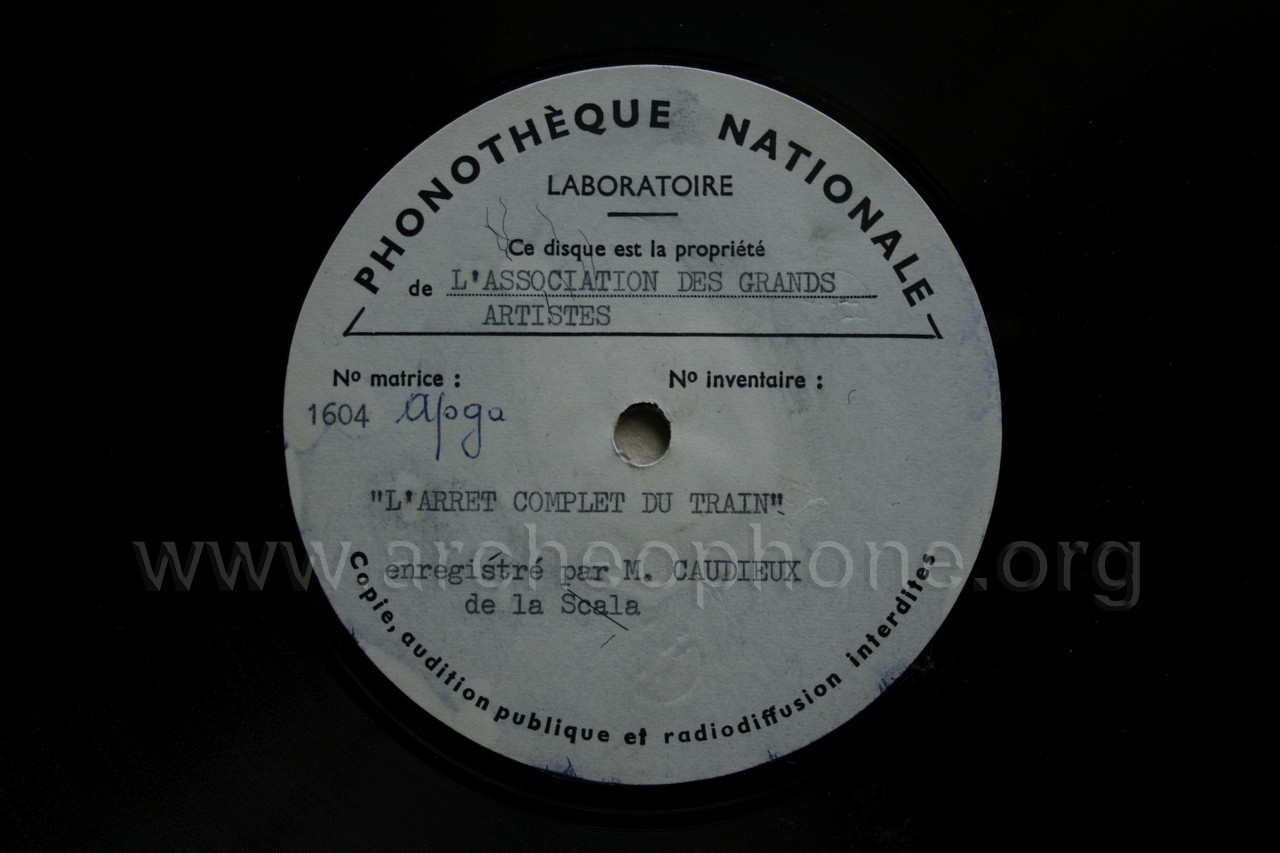 PHONOTHÈQUE NATIONALE
LABORATOIRE
Ce disque est la propriété
de L'ASSOCIATION DES GRANDS
ARTISTES
Nº matrice : Nº inventaire :
1604 apga
"L'ARRET COMPLET DU TRAIN"
www.archeophone.org
enregistré par M. CAUDIEUX
de la Scala
Copie, audition publique et radiodiffusion interdites